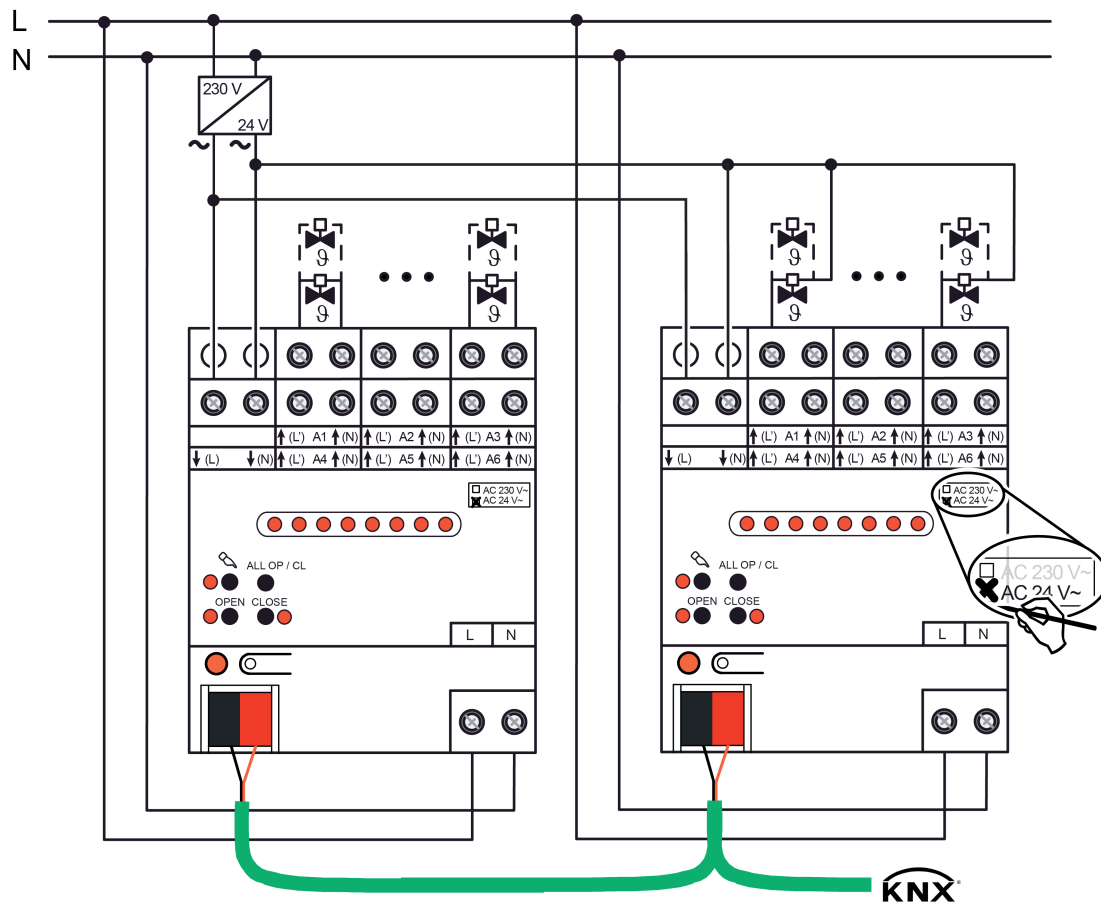 L
N
230 V
24 V
∼ ∼
ϑ ϑ ϑ ϑ
ϑ ϑ ϑ ϑ
↑ (L') A1 ↑ (N) ↑ (L') A2 ↑ (N) ↑ (L') A3 ↑ (N)
↓ (L) ↓ (N) ↑ (L') A4 ↑ (N) ↑ (L') A5 ↑ (N) ↑ (L') A6 ↑ (N)
AC 230 V~
AC 24 V~
ALL OP / CL
OPEN CLOSE
L N
↑ (L') A1 ↑ (N) ↑ (L') A2 ↑ (N) ↑ (L') A3 ↑ (N)
↓ (L) ↓ (N) ↑ (L') A4 ↑ (N) ↑ (L') A5 ↑ (N) ↑ (L') A6 ↑ (N)
AC 230 V~
AC 24 V~
AC 230 V~
AC 24 V~
ALL OP / CL
OPEN CLOSE
L N
KNX